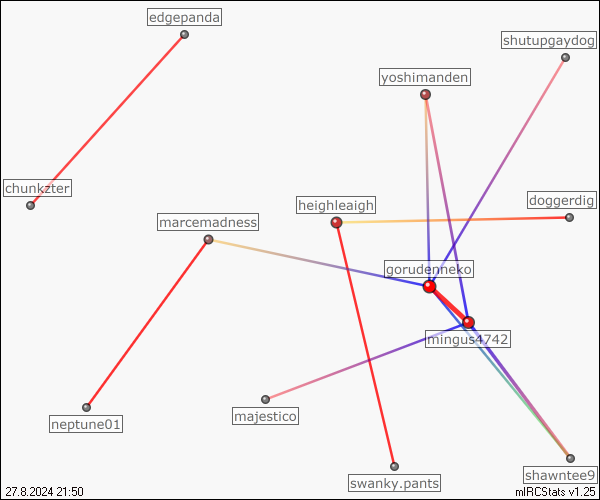 edgepanda
shutupgaydog
yoshimanden
chunkzter
heighleaigh
doggerdig
marcemadness
gorudenneko
mingus4742
majestico
neptune01
swanky.pants
shawntee9
27.8.2024 21:50
mIRCStats v1.25